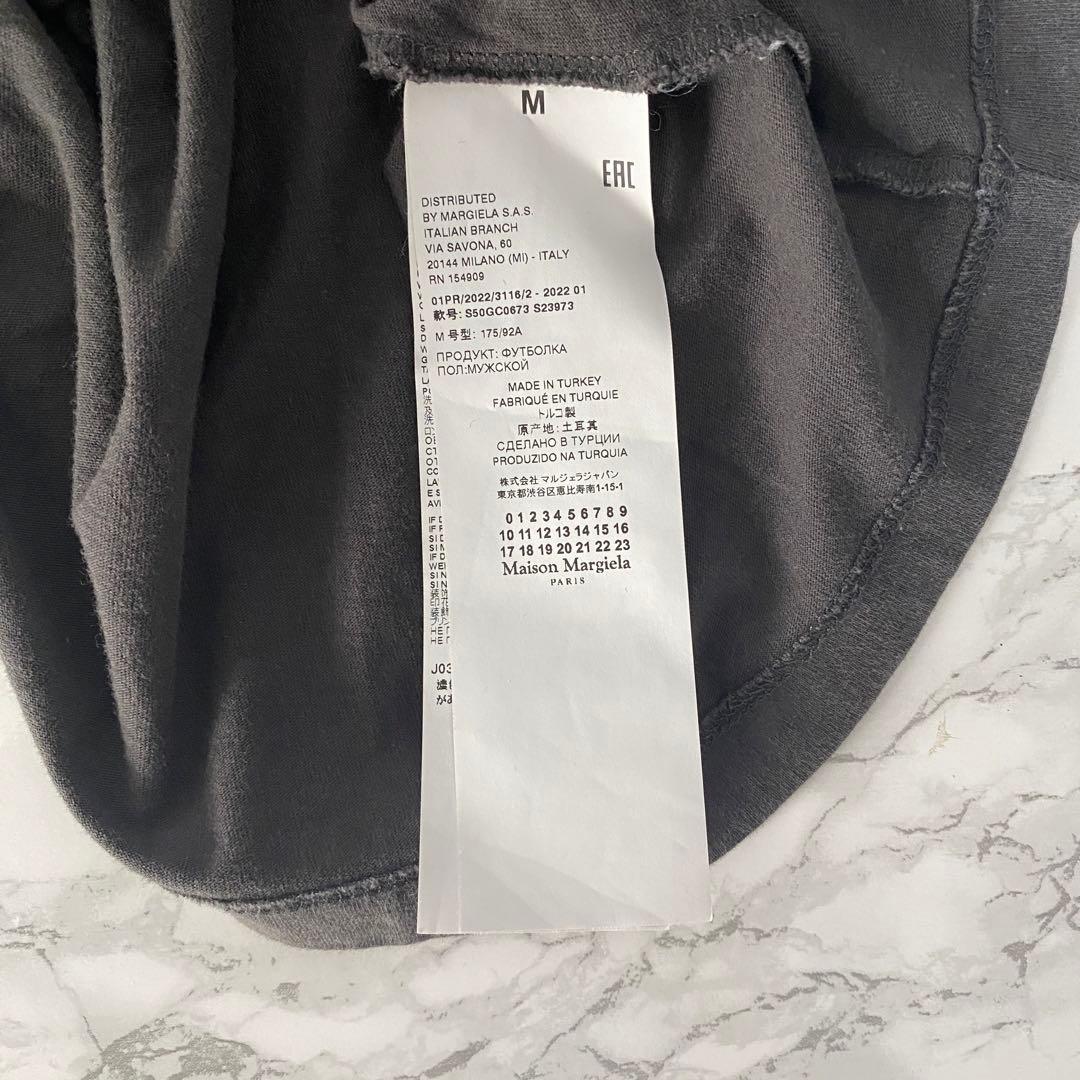 M
EAC
DISTRIBUTED
BY MARGIELA S.A.S.
ITALIAN BRANCH
VIA SAVONA, 60
20144 MILANO (MI) - ITALY
RN 154909
01PR/2022/3116/2 - 2022 01
款号: S50GC0673 S23973
M 号型: 175/92A
ПРОДУКТ: ФУТБОЛКА
ПОЛ:МУЖСКОЙ
MADE IN TURKEY
FABRIQUÉ EN TURQUIE
トルコ製
原产地: 土耳其
СДЕЛАНО В ТУРЦИИ
PRODUZIDO NA TURQUIA
株式会社 マルジェラジャパン
東京都渋谷区恵比寿南1-15-1
0 1 2 3 4 5 6 7 8 9
10 11 12 13 14 15 16
17 18 19 20 21 22 23
Maison Margiela
PARIS
J03